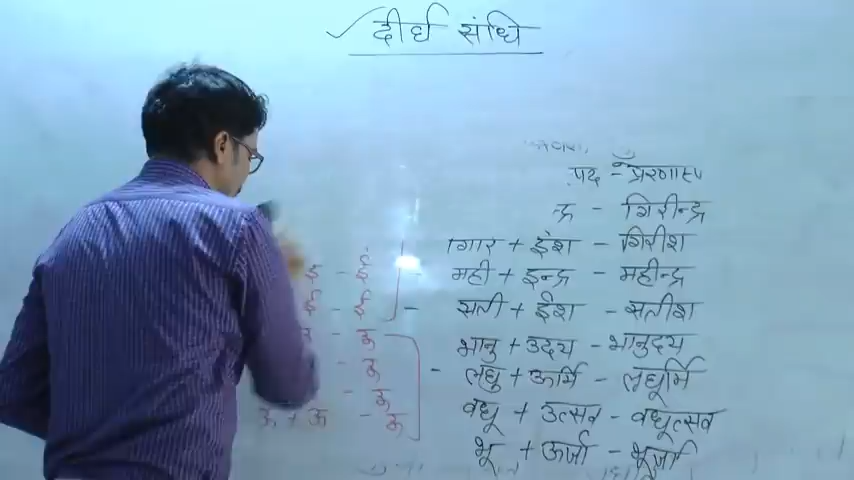 ✓ दीर्घ संधि
पद - प्रेरणास्प
न्द्र - गिरीन्द्र
इ - ई - गिरि + ईश - गिरीश
ई - ई मही + इन्द्र - महीन्द्र
- सती + ईश - सतीश
- ऊ भानु + उदय - भानुदय
- ऊ - लघु + ऊर्मि - लघूर्मि
- ऊ वधू + उत्सव - वधूत्सव
ऊ + ऊ - ऊ भू + ऊर्जा - भूर्जा